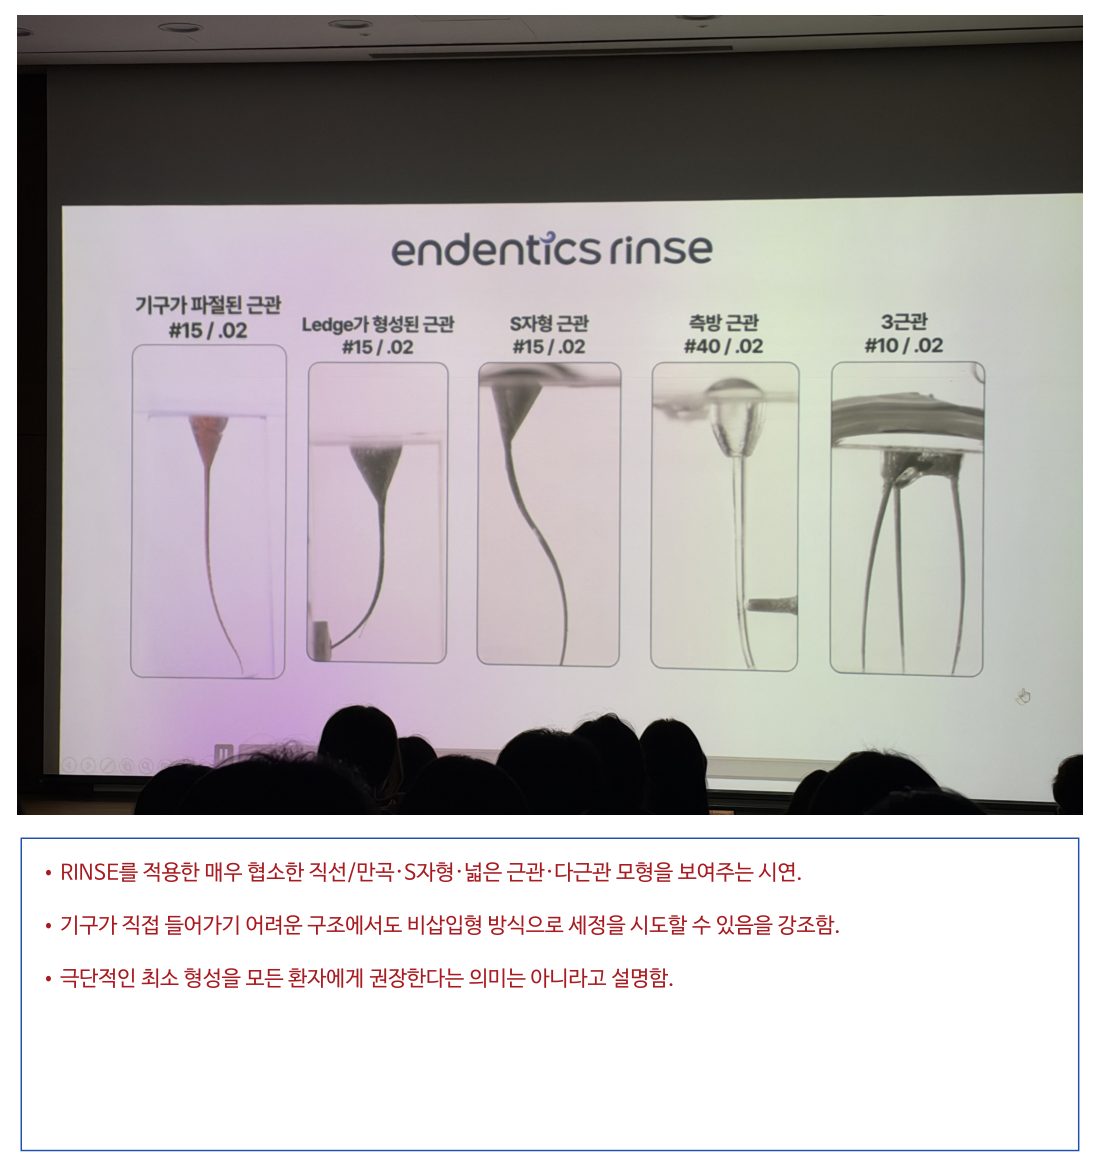 endentics rinse
기구가 파절된 근관
#15 / .02
Ledge가 형성된 근관
#15 / .02
S자형 근관
#15 / .02
측방 근관
#40 / .02
3근관
#10 / .02
• RINSE를 적용한 매우 협소한 직선/만곡·S자형·넓은 근관·다근관 모형을 보여주는 시연.
• 기구가 직접 들어가기 어려운 구조에서도 비삽입형 방식으로 세정을 시도할 수 있음을 강조함.
• 극단적인 최소 형성을 모든 환자에게 권장한다는 의미는 아니라고 설명함.